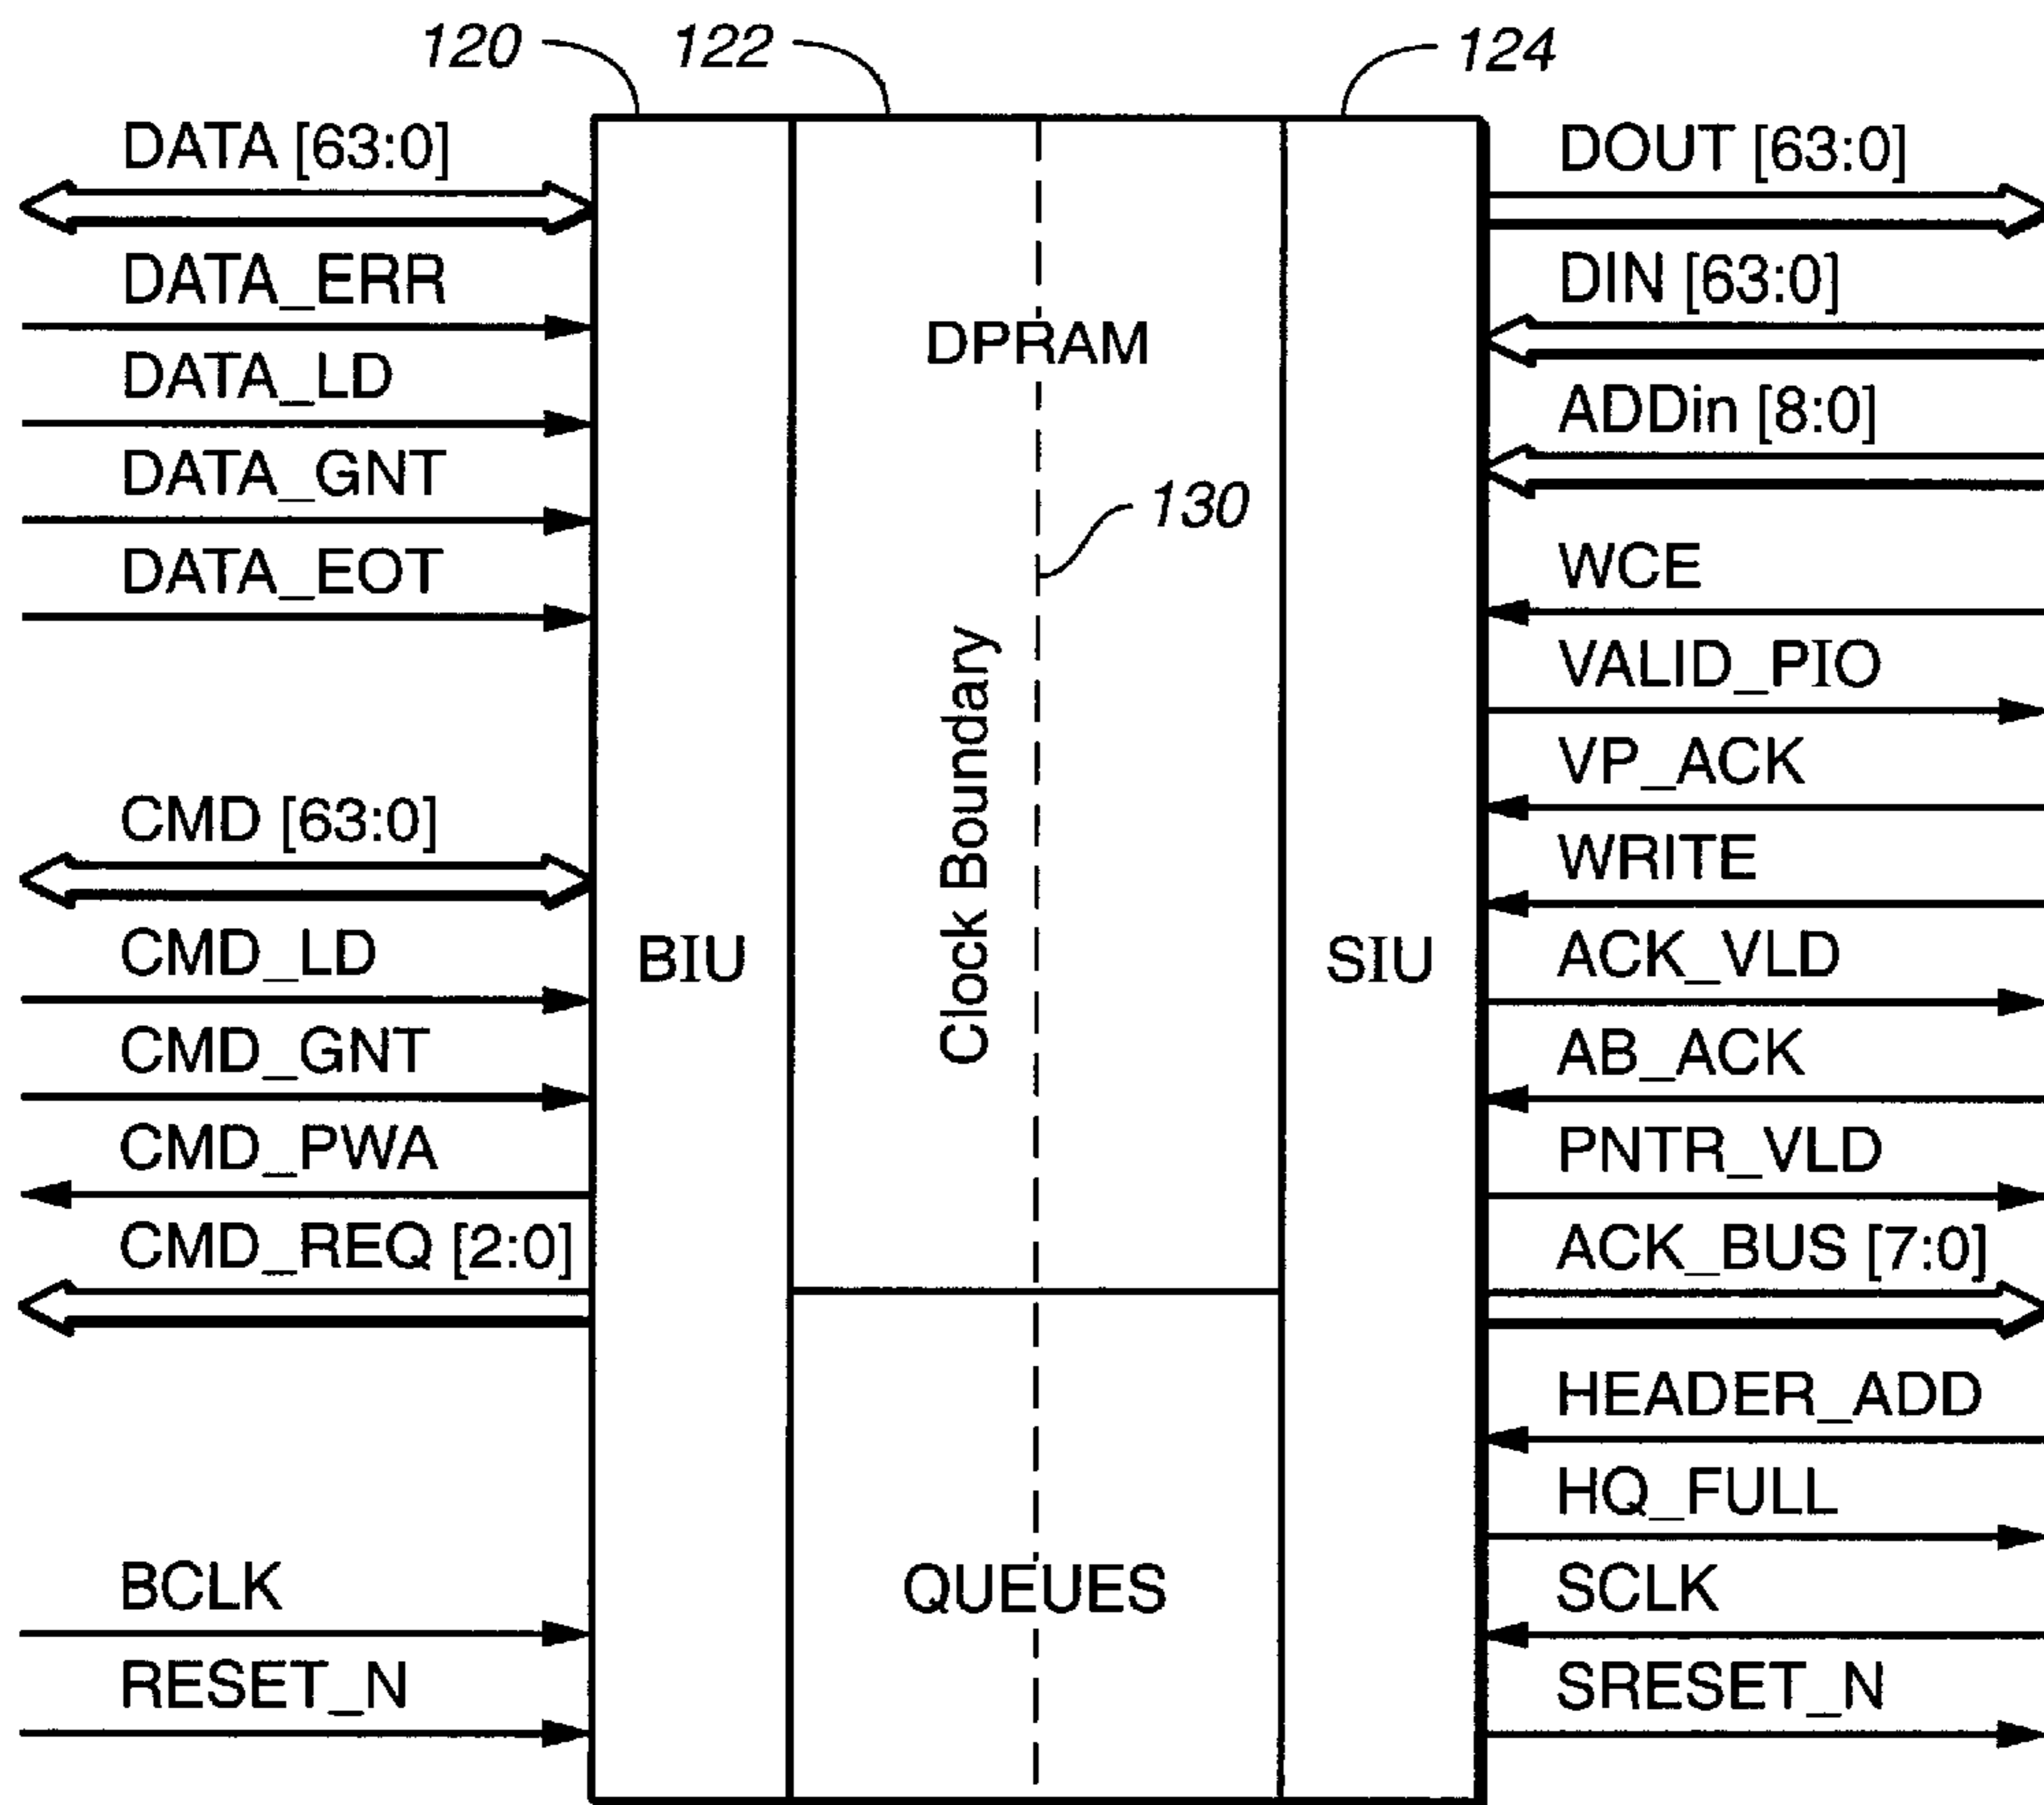 120
122
124
DATA [63:0]
DATA_ERR
DATA_LD
DATA_GNT
DATA_EOT
CMD [63:0]
CMD_LD
CMD_GNT
CMD_PWA
CMD_REQ [2:0]
BCLK
RESET_N
BIU
DPRAM
130
Clock Boundary
QUEUES
SIU
DOUT [63:0]
DIN [63:0]
ADDin [8:0]
WCE
VALID_PIO
VP_ACK
WRITE
ACK_VLD
AB_ACK
PNTR_VLD
ACK_BUS [7:0]
HEADER_ADD
HQ_FULL
SCLK
SRESET_N